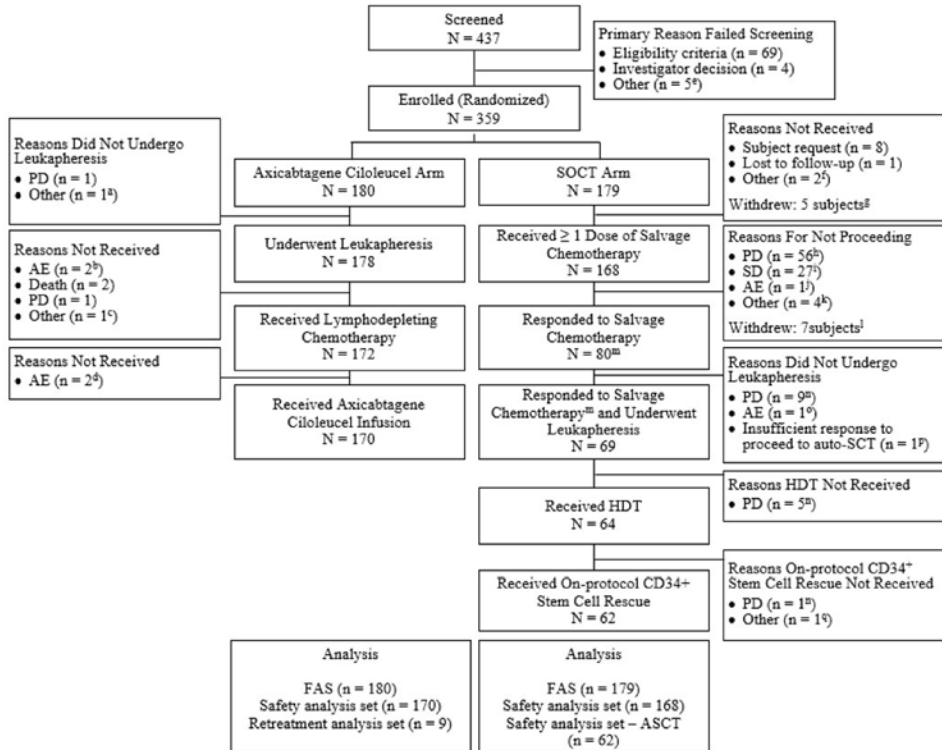 Screened
N = 437
Primary Reason Failed Screening
• Eligibility criteria (n = 69)
• Investigator decision (n = 4)
• Other (n = 5ᵉ)
Enrolled (Randomized)
N = 359
Reasons Did Not Undergo
Leukapheresis
• PD (n = 1)
• Other (n = 1ᵃ)
Axicabtagene Ciloleucel Arm
N = 180
SOCT Arm
N = 179
Reasons Not Received
• Subject request (n = 8)
• Lost to follow-up (n = 1)
• Other (n = 2ᶠ)
Withdrew: 5 subjectsᵍ
Reasons Not Received
• AE (n = 2ᵇ)
• Death (n = 2)
• PD (n = 1)
• Other (n = 1ᶜ)
Underwent Leukapheresis
N = 178
Received ≥ 1 Dose of Salvage
Chemotherapy
N = 168
Reasons For Not Proceeding
• PD (n = 56ʰ)
• SD (n = 27ⁱ)
• AE (n = 1ʲ)
• Other (n = 4ᵏ)
Withdrew: 7subjectsˡ
Received Lymphodepleting
Chemotherapy
N = 172
Responded to Salvage
Chemotherapy
N = 80ᵐ
Reasons Not Received
• AE (n = 2ᵈ)
Received Axicabtagene
Ciloleucel Infusion
N = 170
Responded to Salvage
Chemotherapyᵐ and Underwent
Leukapheresis
N = 69
Reasons Did Not Undergo
Leukapheresis
• PD (n = 9ⁿ)
• AE (n = 1ᵒ)
• Insufficient response to
proceed to auto-SCT (n = 1ᵖ)
Received HDT
N = 64
Reasons HDT Not Received
• PD (n = 5ⁿ)
Received On-protocol CD34+
Stem Cell Rescue
N = 62
Reasons On-protocol CD34⁺
Stem Cell Rescue Not Received
• PD (n = 1ⁿ)
• Other (n = 1q)
Analysis
FAS (n = 180)
Safety analysis set (n = 170)
Retreatment analysis set (n = 9)
Analysis
FAS (n = 179)
Safety analysis set (n = 168)
Safety analysis set – ASCT
(n = 62)